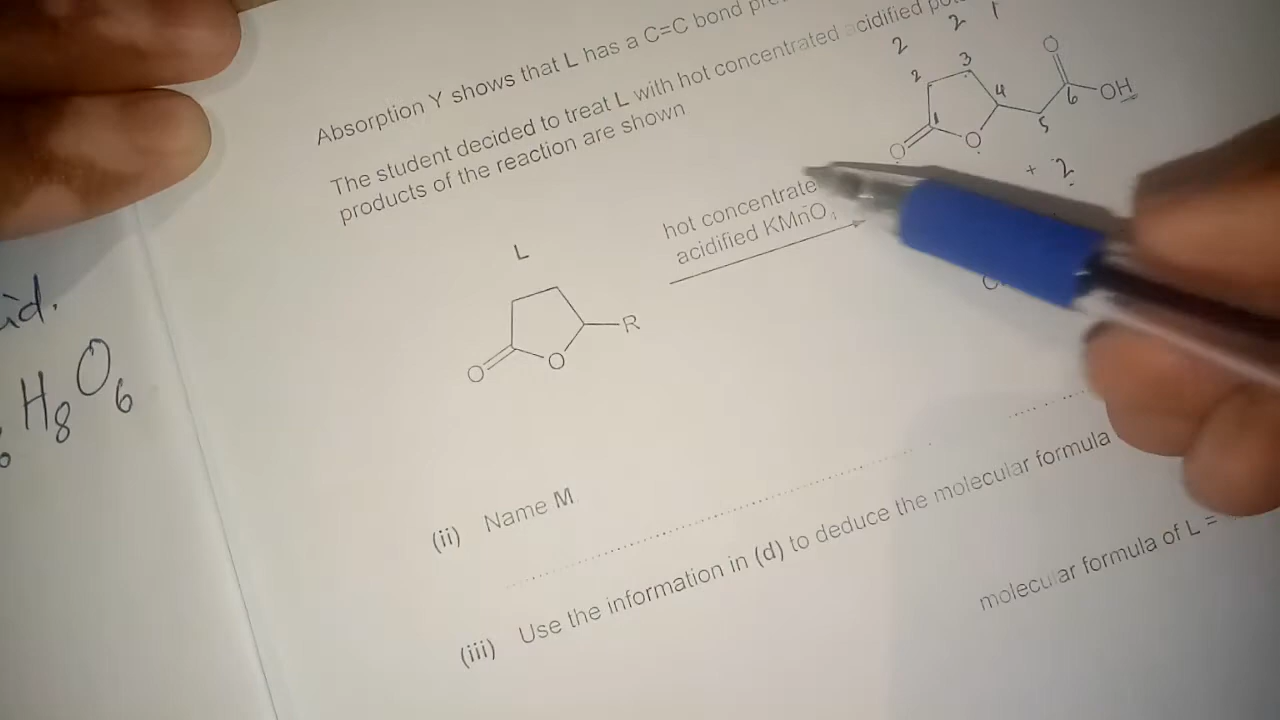 Absorption Y shows that L has a C=C bond
The student decided to treat L with hot concentrated acidified
products of the reaction are shown
2 2 1
2 3 4 O
1 5 6 OH
O O
+ 2
L
hot concentrate
acidified KMnO
R
O O
id.
H8O6
(ii) Name M
(iii) Use the information in (d) to deduce the molecular formula
molecular formula of L =